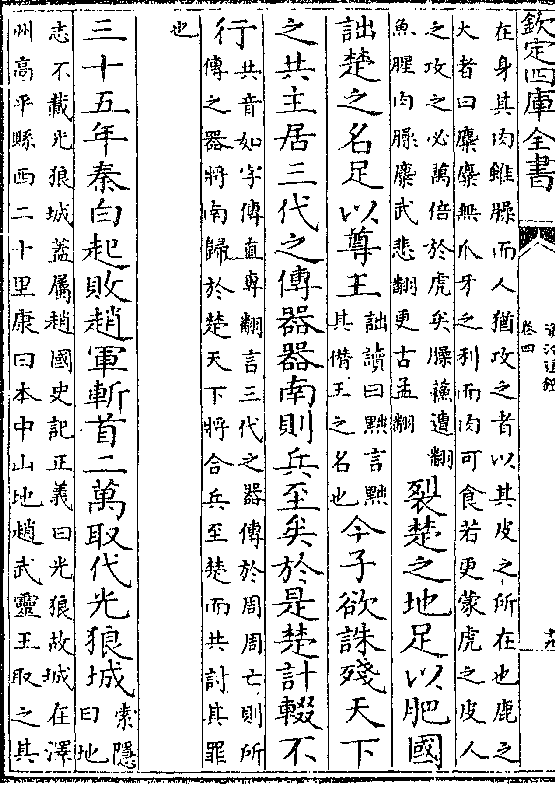 欽定四庫全書
資治通鑑
卷四
在身其肉雖臊而人猶攻之者以其皮之所在也鹿之
大者曰麋麋無爪牙之利而肉可食若更蒙虎之皮人
之攻之必萬倍於虎矣臊蘓遭翻
魚腥肉臊麋武悲翻更古孟翻
裂楚之地足以肥國
詘楚之名足以尊王
詘讀曰黜言黜
其僣王之名也
今子欲誅殘天下
之共主居三代之傳器器南則兵至矣於是楚計輟不
行
共音如字傳直專翻言三代之器傳於周周亡則所
傳之器將南歸於楚天下將合兵至楚而共討其罪
也
三十五年秦白起敗趙軍斬首二萬取代光狼城
索隱
曰地
志不載光狼城蓋屬趙國史記正義曰光狼故城在澤
州高平縣西二十里康曰本中山地趙武靈王取之其